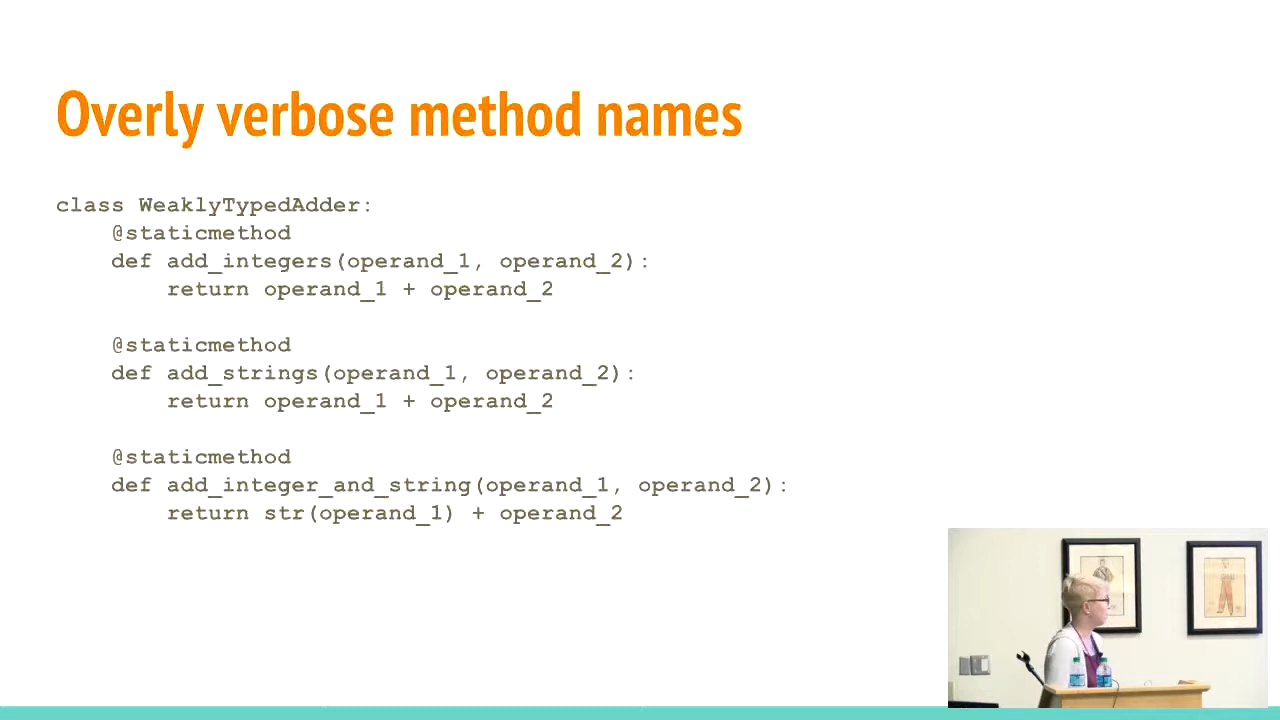 Overly verbose method names
class WeaklyTypedAdder:
    @staticmethod
    def add_integers(operand_1, operand_2):
        return operand_1 + operand_2

    @staticmethod
    def add_strings(operand_1, operand_2):
        return operand_1 + operand_2

    @staticmethod
    def add_integer_and_string(operand_1, operand_2):
        return str(operand_1) + operand_2